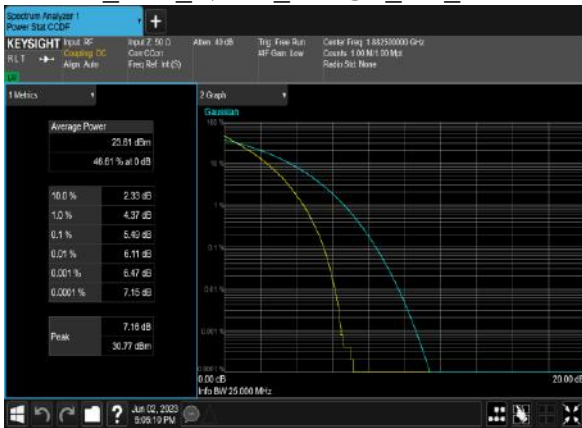 Spectrum Analyzer 1
Power Stat CCDF
+
KEYSIGHT
RLT
Input: RF
Coupling: DC
Align: Auto
Input Z: 50 Ω
Corr CCorr
Freq Ref: Int (S)
Atten: 40 dB
Trig: Free Run
#IF Gain: Low
Center Freq: 1.882500000 GHz
Counts: 1.00 M/1.00 Mpt
Radio Std: None
1 Metrics
Average Power
23.61 dBm
46.61 % at 0 dB
10.0 % 2.33 dB
1.0 % 4.37 dB
0.1 % 5.49 dB
0.01 % 6.11 dB
0.001 % 6.47 dB
0.0001 % 7.15 dB
Peak
7.16 dB
30.77 dBm
2 Graph
Gaussian
100 %
10 %
1 %
0.1 %
0.01 %
0.001 %
0.0001 %
0.00 dB
20.00 dB
Info BW 25.000 MHz
?
Jun 02, 2023
5:05:10 PM